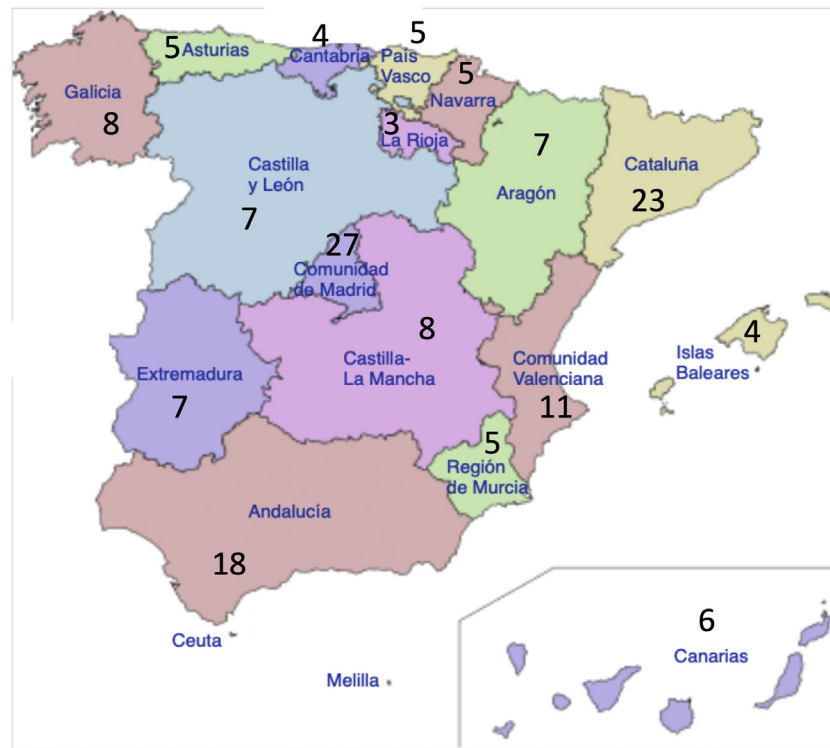 5
4
5
Asturias
Cantabria
País
Vasco
5
Galicia
Navarra
8
3
La Rioja
7
Castilla
y León
Cataluña
Aragón
23
7
27
Comunidad
de Madrid
8
4
Islas
Baleares
Extremadura
Castilla-
La Mancha
Comunidad
Valenciana
7
11
5
Región
de Murcia
Andalucía
18
Ceuta
6
Canarias
Melilla